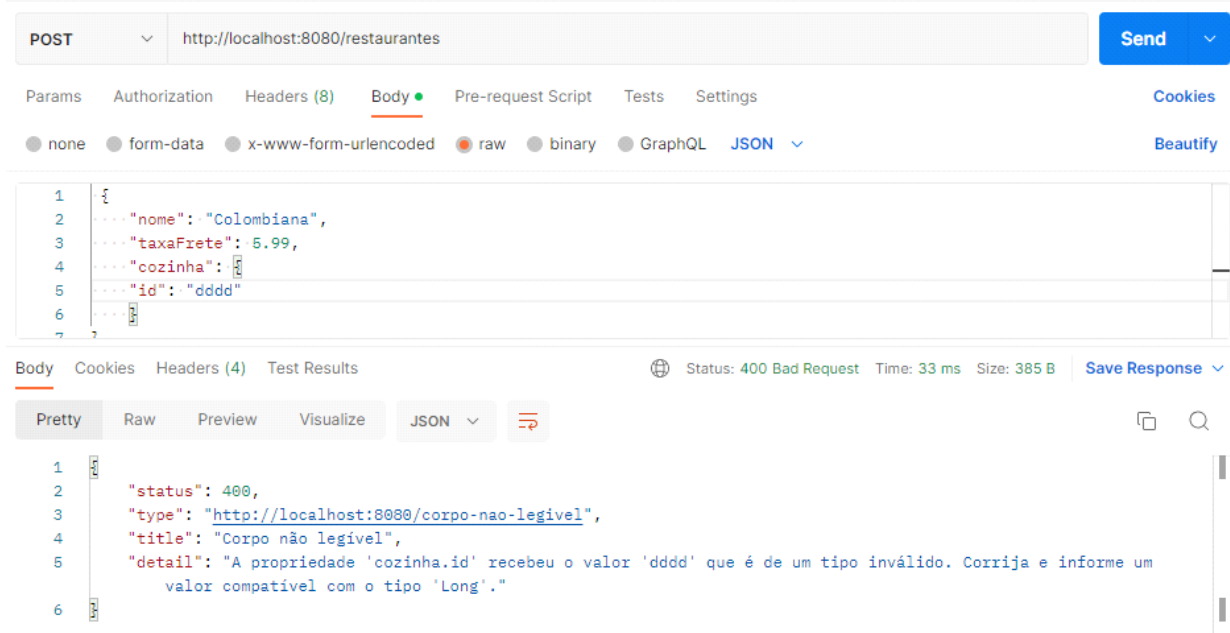 POST http://localhost:8080/restaurantes Send
Params Authorization Headers (8) Body Pre-request Script Tests Settings Cookies
none form-data x-www-form-urlencoded raw binary GraphQL JSON Beautify
1 {
2 "nome": "Colombiana",
3 "taxaFrete": 5.99,
4 "cozinha": {
5 "id": "dddd"
6 }
7 }
Body Cookies Headers (4) Test Results Status: 400 Bad Request Time: 33 ms Size: 385 B Save Response
Pretty Raw Preview Visualize JSON
1 {
2 "status": 400,
3 "type": "http://localhost:8080/corpo-nao-legivel",
4 "title": "Corpo não legível",
5 "detail": "A propriedade 'cozinha.id' recebeu o valor 'dddd' que é de um tipo inválido. Corrija e informe um
valor compatível com o tipo 'Long'."
6 }